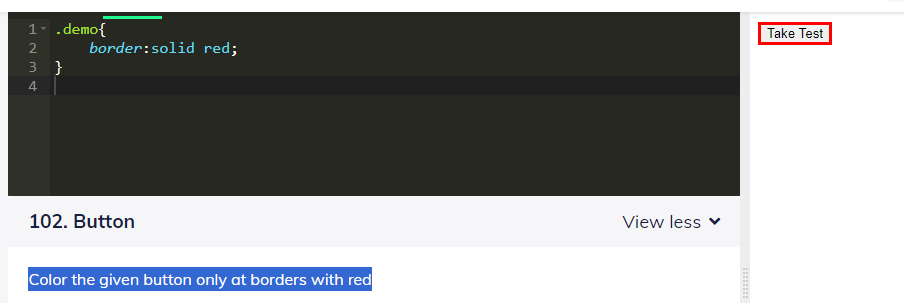 1 .demo{
2 border:solid red;
3 }
4
Take Test
102. Button
View less
Color the given button only at borders with red